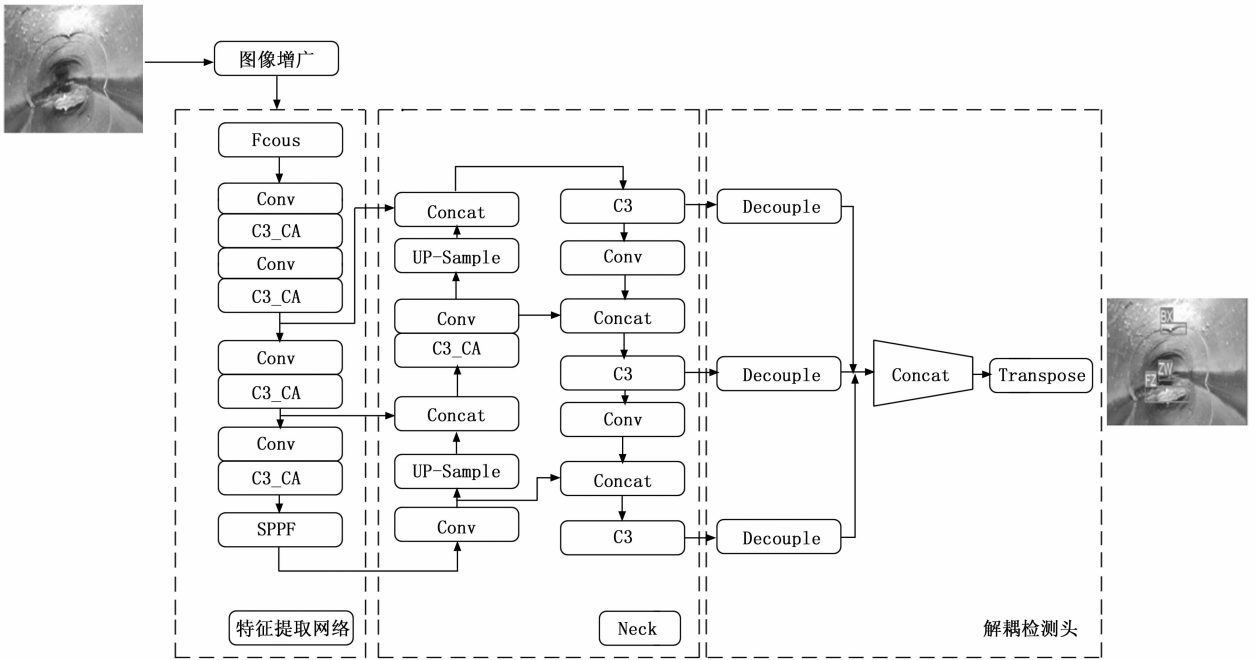 图像增广
Fcous
Conv
C3_CA
Conv
C3_CA
Conv
C3_CA
Conv
C3_CA
SPPF
特征提取网络
Concat
UP-Sample
Conv
C3_CA
Concat
UP-Sample
Conv
C3
Conv
Concat
C3
Conv
Concat
C3
Neck
Decouple
Decouple
Decouple
Concat
Transpose
解耦检测头
BX
ZW
FZ